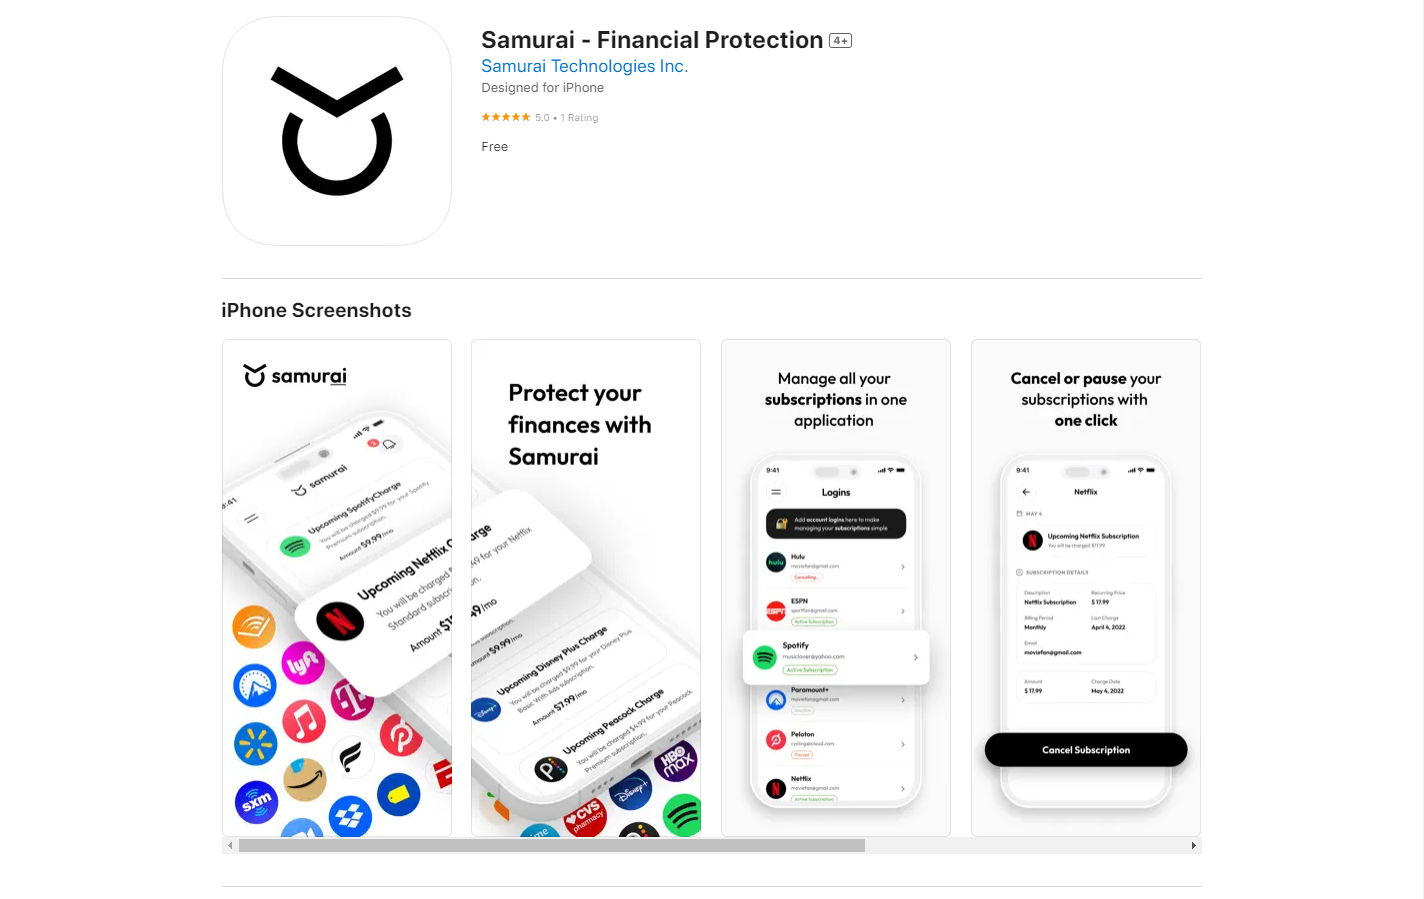 Samurai - Financial Protection 4+
Samurai Technologies Inc.
Designed for iPhone
5.0 • 1 Rating
Free
iPhone Screenshots
samurai
9:41
samurai
2
Upcoming SpotifyCharge
You will be charged $9.99 for your Spotify
Premium subscription.
Amount $9.99/mo
Upcoming Netflix C
You will be charged
Standard subscri
Amount $1
lyft
sxm
Protect your
finances with
Samurai
arge
49 for your Netflix
49/mo
subscription.
mount $9.99/mo
Upcoming Disney Plus Charge
You will be charged $9.99 for your Disney Plus
Basic With Ads subscription.
Amount $7.99/mo
Disney+
Upcoming Peacock Charge
You will be charged $4.99 for your Peacock
Premium subscription.
HBO
max
Disney+
CVS
pharmacy
ime
Manage all your
subscriptions in one
application
9:41
Logins
Add account logins here to make
managing your subscriptions simple
hulu
Hulu
moviefan@gmail.com
Canceling...
ESPN
ESPN
sportfan@gmail.com
Active Subscription
Spotify
musiclover@yahoo.com
Active Subscription
Paramount+
moviefan@gmail.com
Peloton
cycling@icloud.com
Paused
Netflix
moviefan@gmail.com
Active Subscription
Cancel or pause your
subscriptions with
one click
9:41
Netflix
MAY 4
Upcoming Netflix Subscription
You will be charged $17.99
SUBSCRIPTION DETAILS
Description Recurring Price
Netflix Subscription $ 17.99
Billing Period Last Charge
Monthly April 4, 2022
Email
moviefan@gmail.com
Amount Charge Date
$ 17.99 May 4, 2022
Cancel Subscription